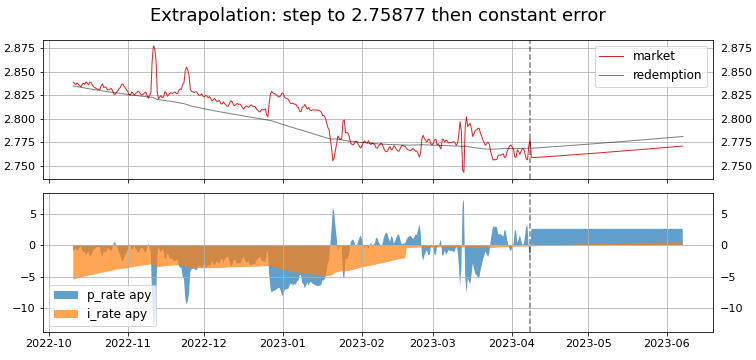 Extrapolation: step to 2.75877 then constant error
2.875 2.875
2.850 2.850
2.825 2.825
2.800 2.800
2.775 2.775
2.750 2.750
market
redemption
5 5
0 0
−5 −5
−10 −10
p_rate apy
i_rate apy
2022-10 2022-11 2022-12 2023-01 2023-02 2023-03 2023-04 2023-05 2023-06